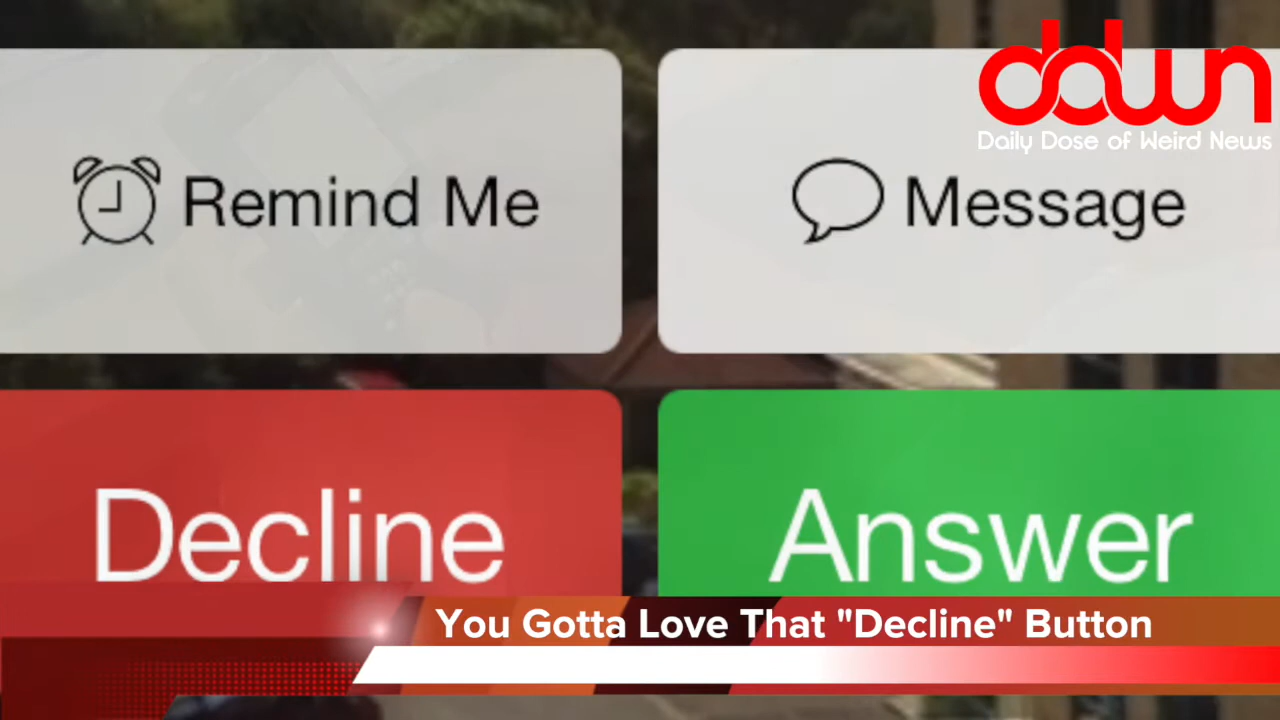 ddwn
Daily Dose of Weird News
Remind Me
Message
Decline
Answer
You Gotta Love That "Decline" Button